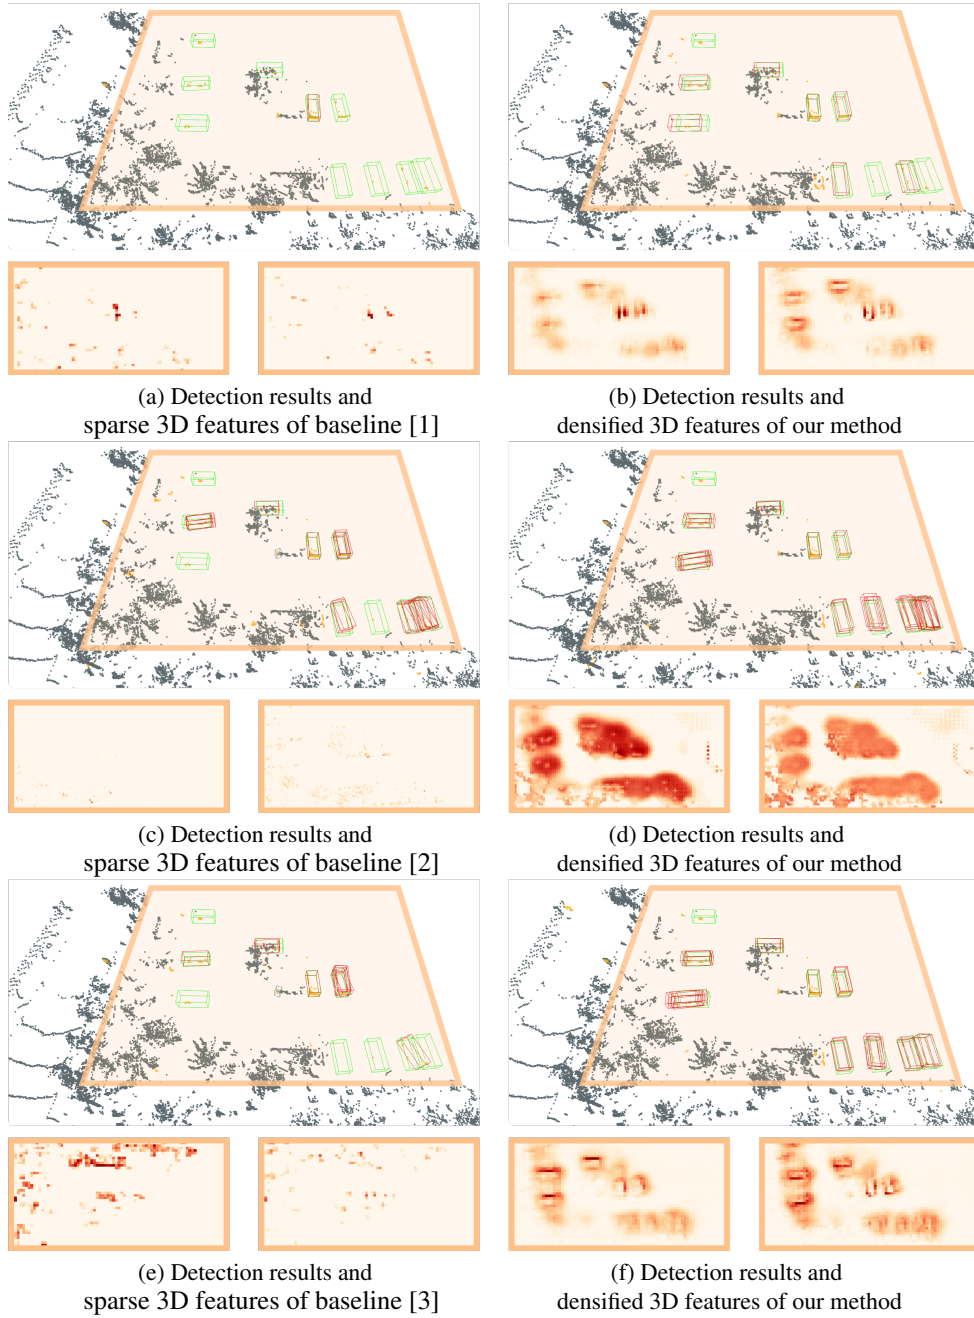 (a) Detection results and
sparse 3D features of baseline [1]
(b) Detection results and
densified 3D features of our method
(c) Detection results and
sparse 3D features of baseline [2]
(d) Detection results and
densified 3D features of our method
(e) Detection results and
sparse 3D features of baseline [3]
(f) Detection results and
densified 3D features of our method